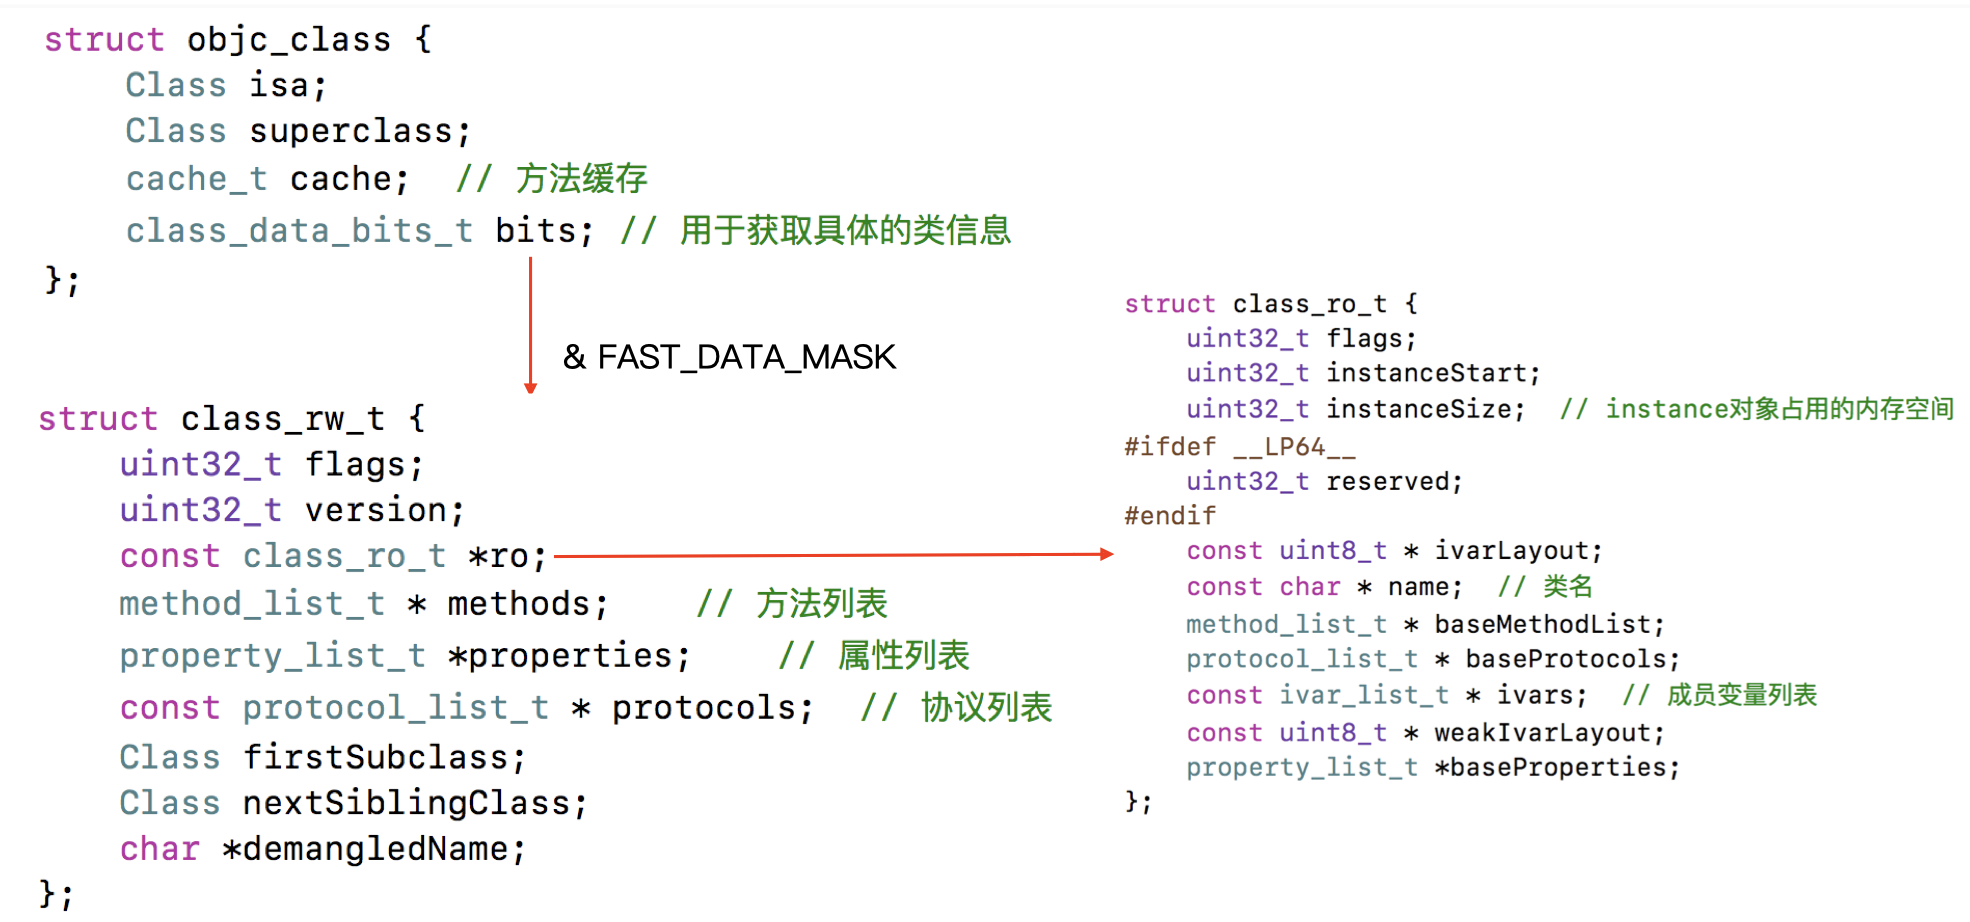 struct objc_class {
Class isa;
Class superclass;
cache_t cache; // 方法缓存
class_data_bits_t bits; // 用于获取具体的类信息
};
& FAST_DATA_MASK
struct class_rw_t {
uint32_t flags;
uint32_t version;
const class_ro_t *ro;
method_list_t * methods; // 方法列表
property_list_t *properties; // 属性列表
const protocol_list_t * protocols; // 协议列表
Class firstSubclass;
Class nextSiblingClass;
char *demangledName;
};
struct class_ro_t {
uint32_t flags;
uint32_t instanceStart;
uint32_t instanceSize; // instance对象占用的内存空间
#ifdef __LP64__
uint32_t reserved;
#endif
const uint8_t * ivarLayout;
const char * name; // 类名
method_list_t * baseMethodList;
protocol_list_t * baseProtocols;
const ivar_list_t * ivars; // 成员变量列表
const uint8_t * weakIvarLayout;
property_list_t *baseProperties;
};